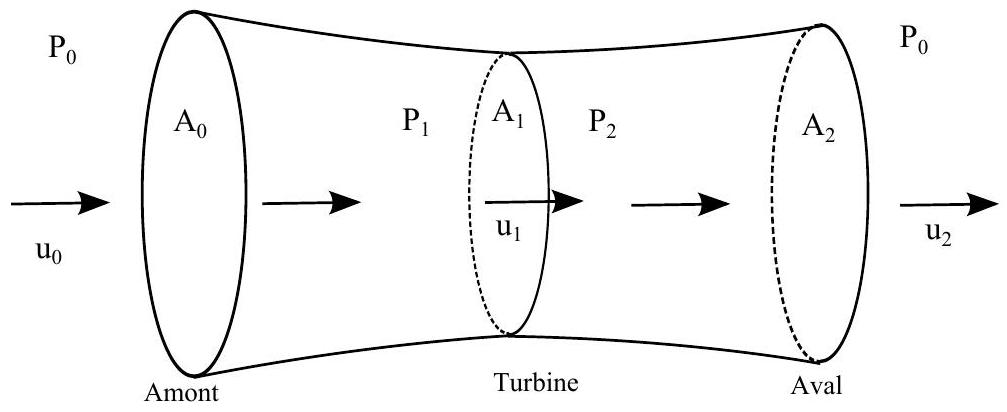 P₀
P₀
A₀
P₁
A₁
P₂
A₂
u₀
u₁
u₂
Amont
Turbine
Aval